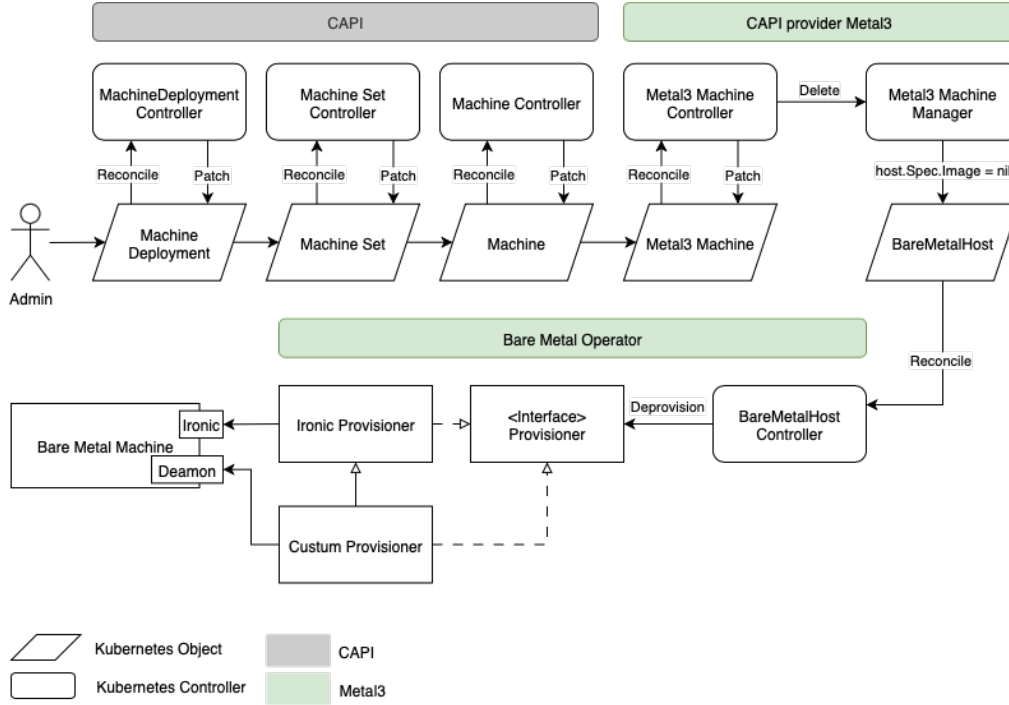 CAPI
CAPI provider Metal3
MachineDeployment
Controller
Machine Set
Controller
Machine Controller
Metal3 Machine
Controller
Delete
Metal3 Machine
Manager
Reconcile
Patch
Reconcile
Patch
Reconcile
Patch
Reconcile
Patch
host.Spec.Image = nil
Machine
Deployment
Machine Set
Machine
Metal3 Machine
BareMetalHost
Admin
Bare Metal Operator
Reconcile
Bare Metal Machine
Ironic
Deamon
Ironic Provisioner
<Interface>
Provisioner
Deprovision
BareMetalHost
Controller
Custum Provisioner
Kubernetes Object
CAPI
Kubernetes Controller
Metal3